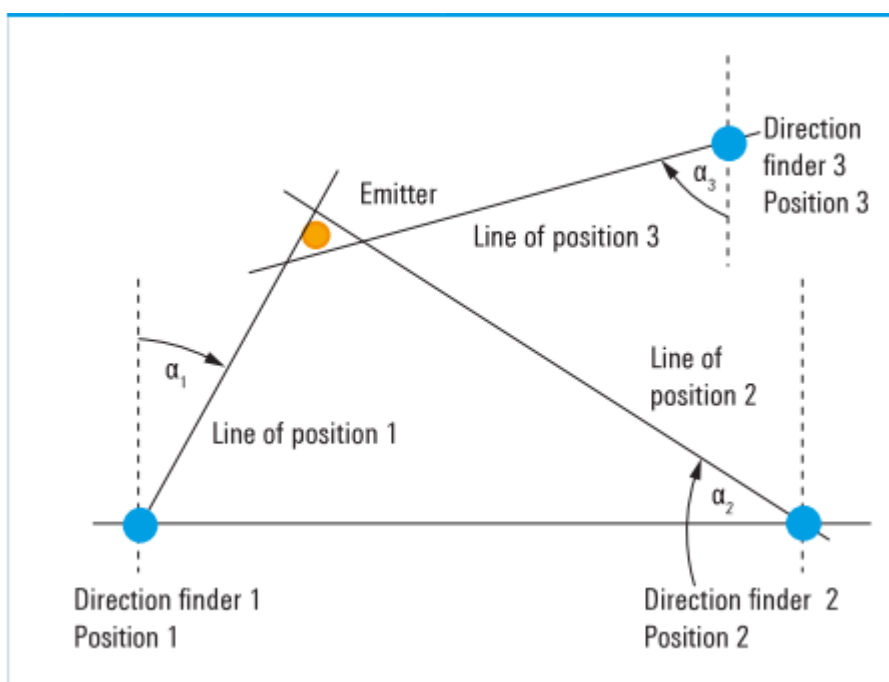 Emitter
Direction
finder 3
Position 3
α₃
Line of position 3
α₁
Line of
position 2
Line of position 1
α₂
Direction finder 1
Position 1
Direction finder 2
Position 2